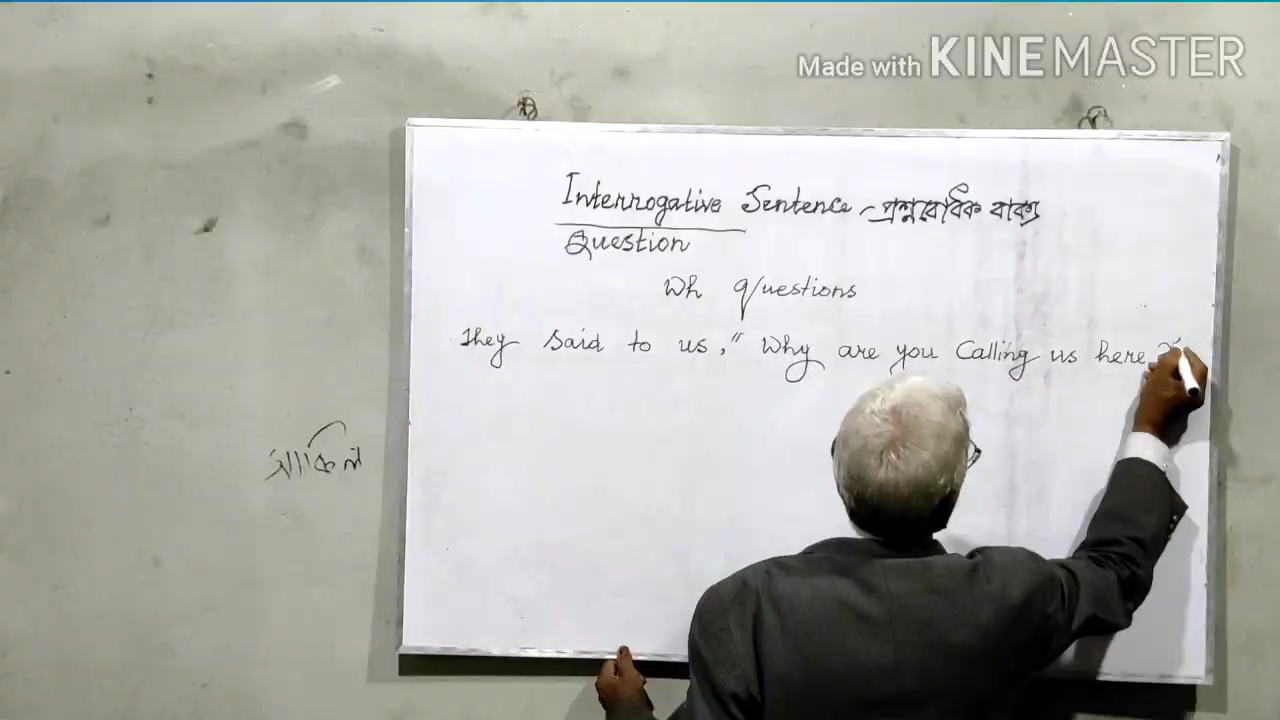 Made with KINEMASTER
Interrogative Sentence - প্রশ্নবোধিক বাক্য
Question
Wh questions
They said to us, " Why are you Calling us here ?
সাকিল